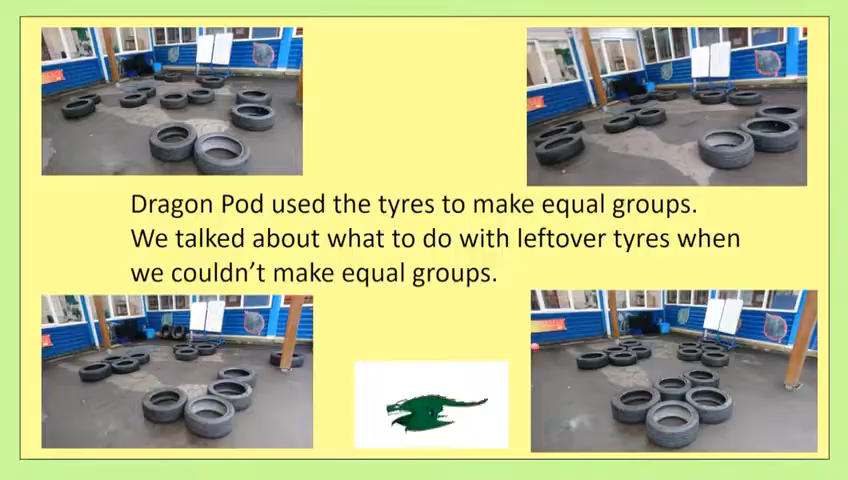 Dragon Pod used the tyres to make equal groups.
We talked about what to do with leftover tyres when
we couldn’t make equal groups.